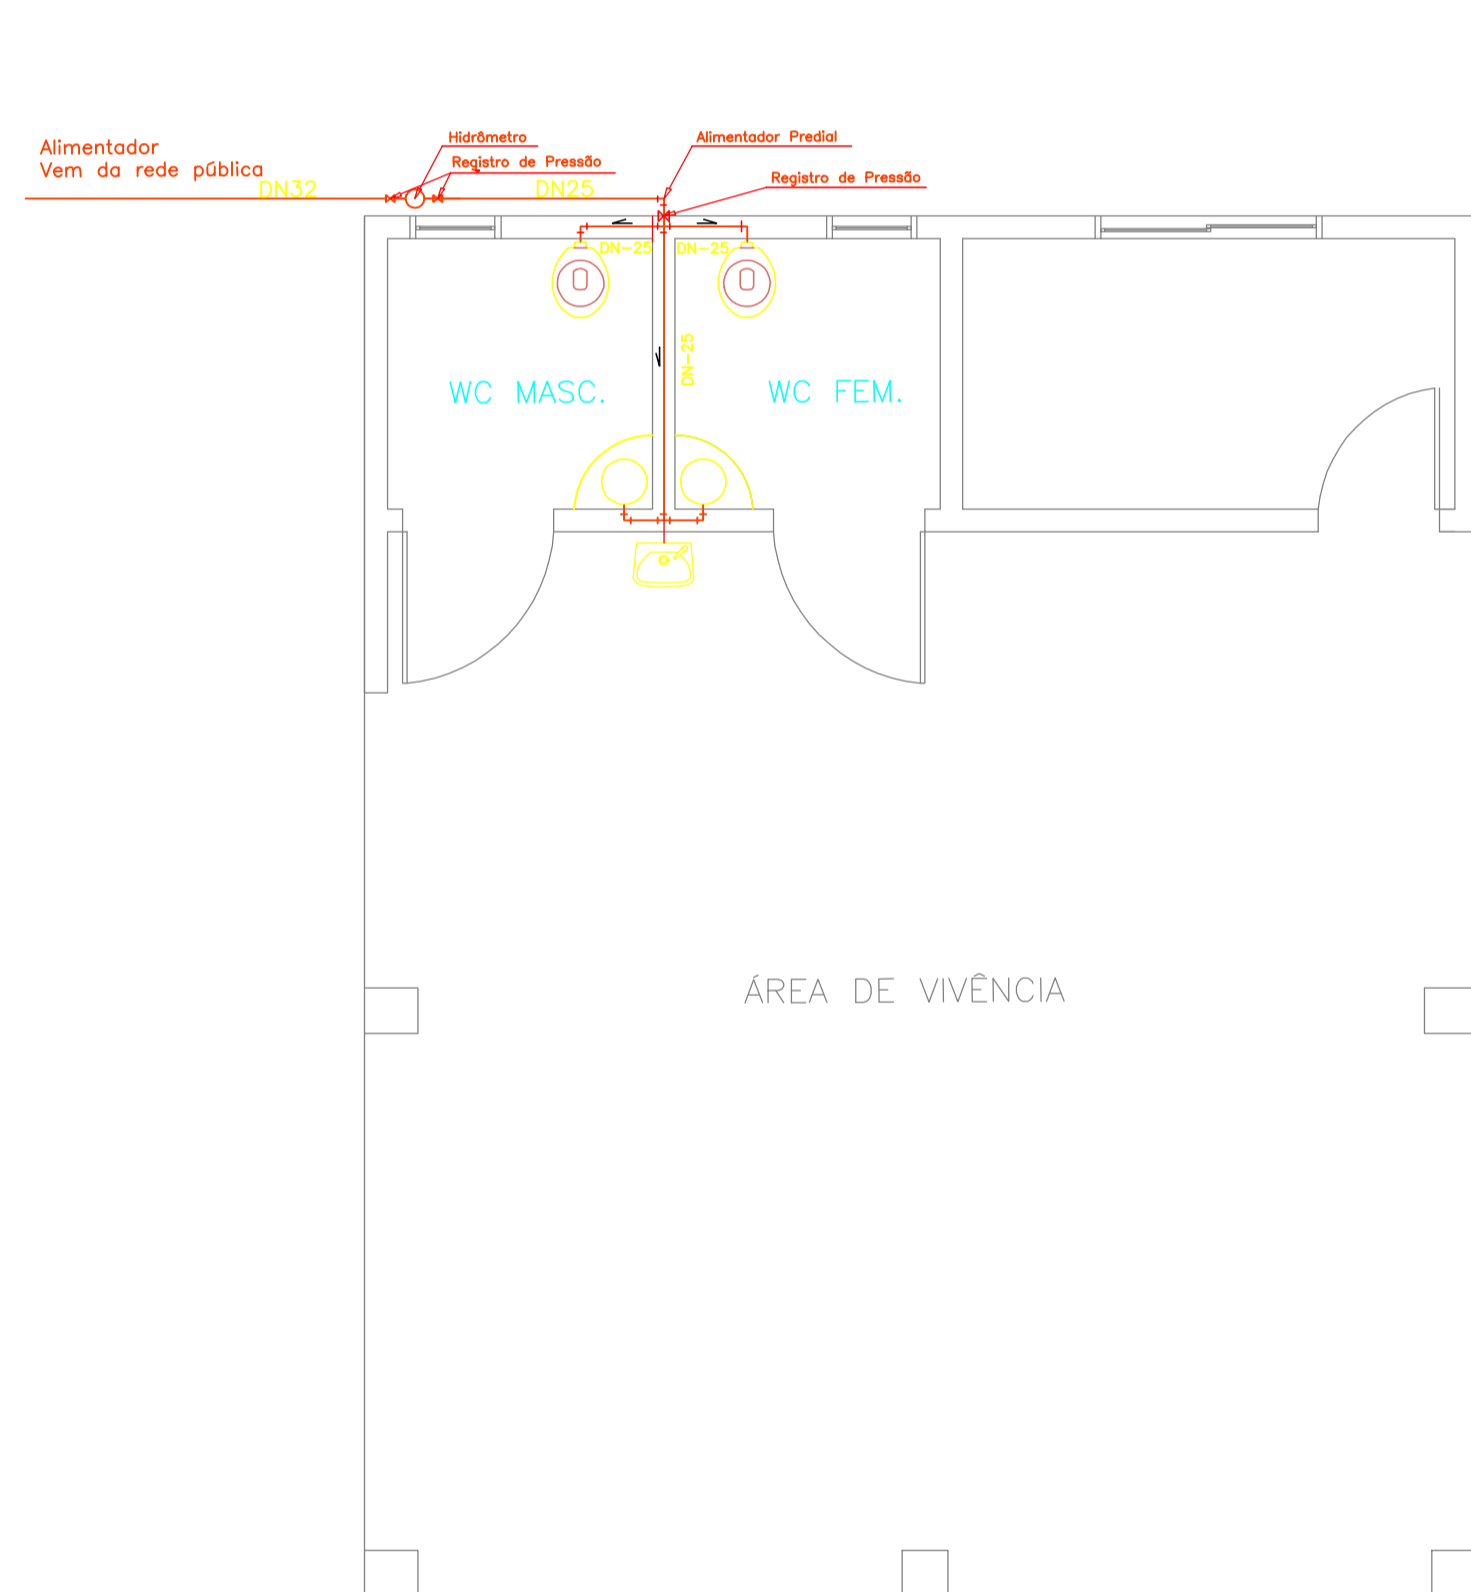 Hidrômetro
Alimentador Predial
Alimentador
Vem da rede pública
Registro de Pressão
Registro de Pressão
DN32
DN25
DN-25
DN-25
DN-25
WC MASC.
WC FEM.
ÁREA DE VIVÊNCIA